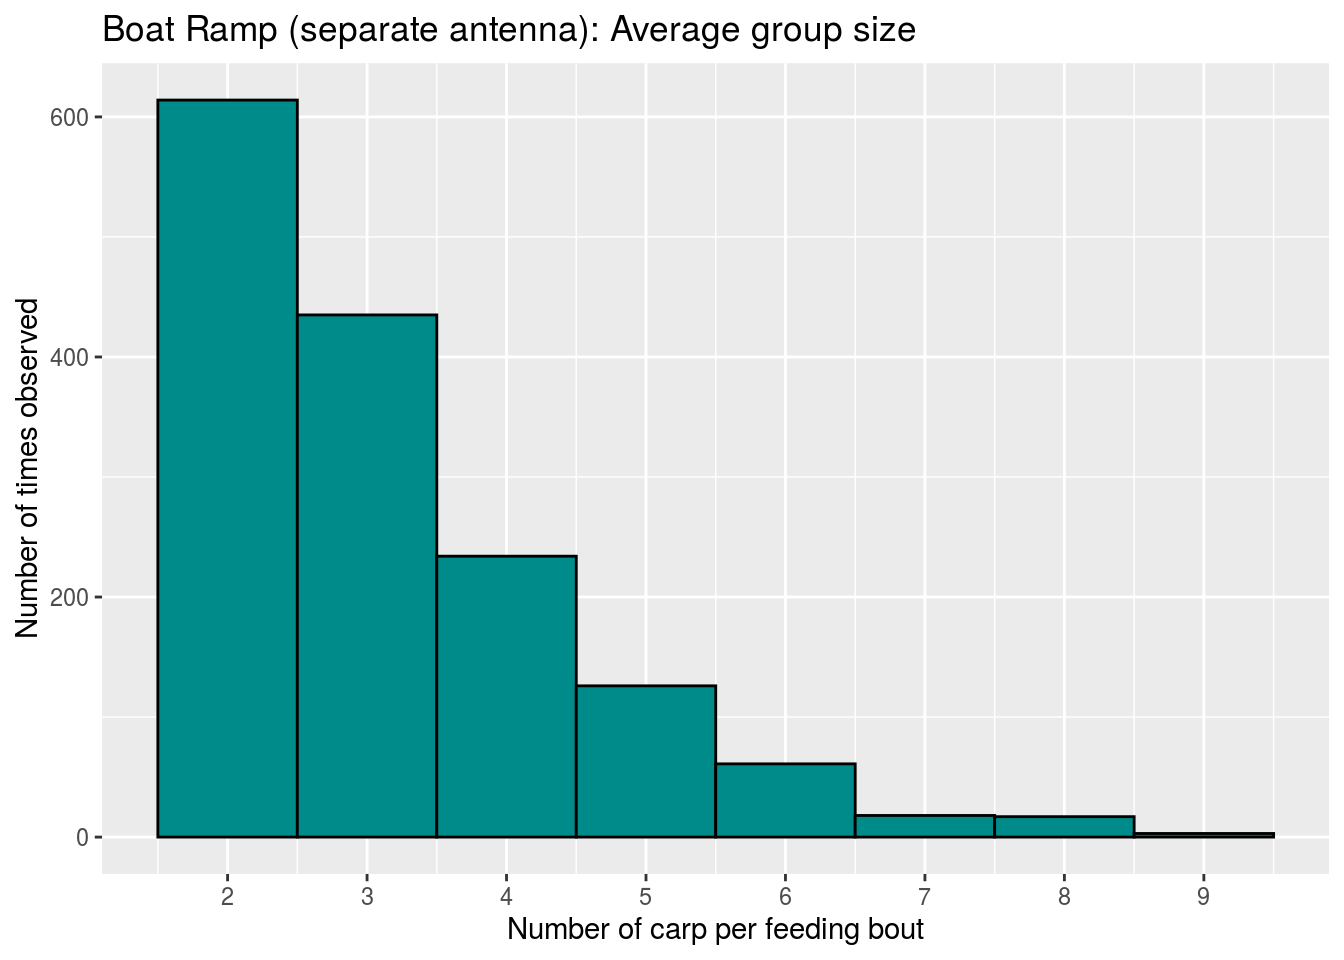 Boat Ramp (separate antenna): Average group size
Number of times observed
600
400
200
0
2 3 4 5 6 7 8 9
Number of carp per feeding bout